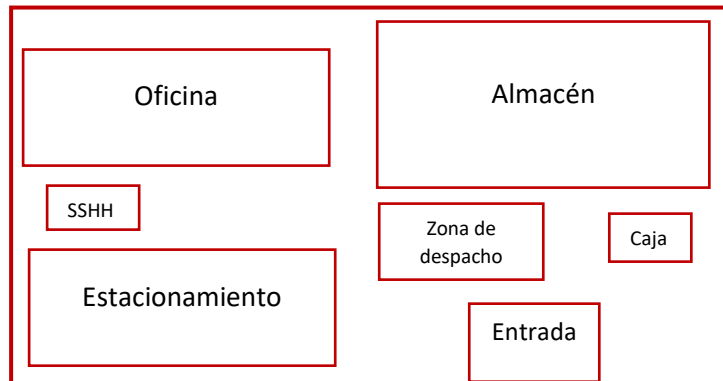 Oficina
Almacén
SSHH
Zona de
despacho
Caja
Estacionamiento
Entrada